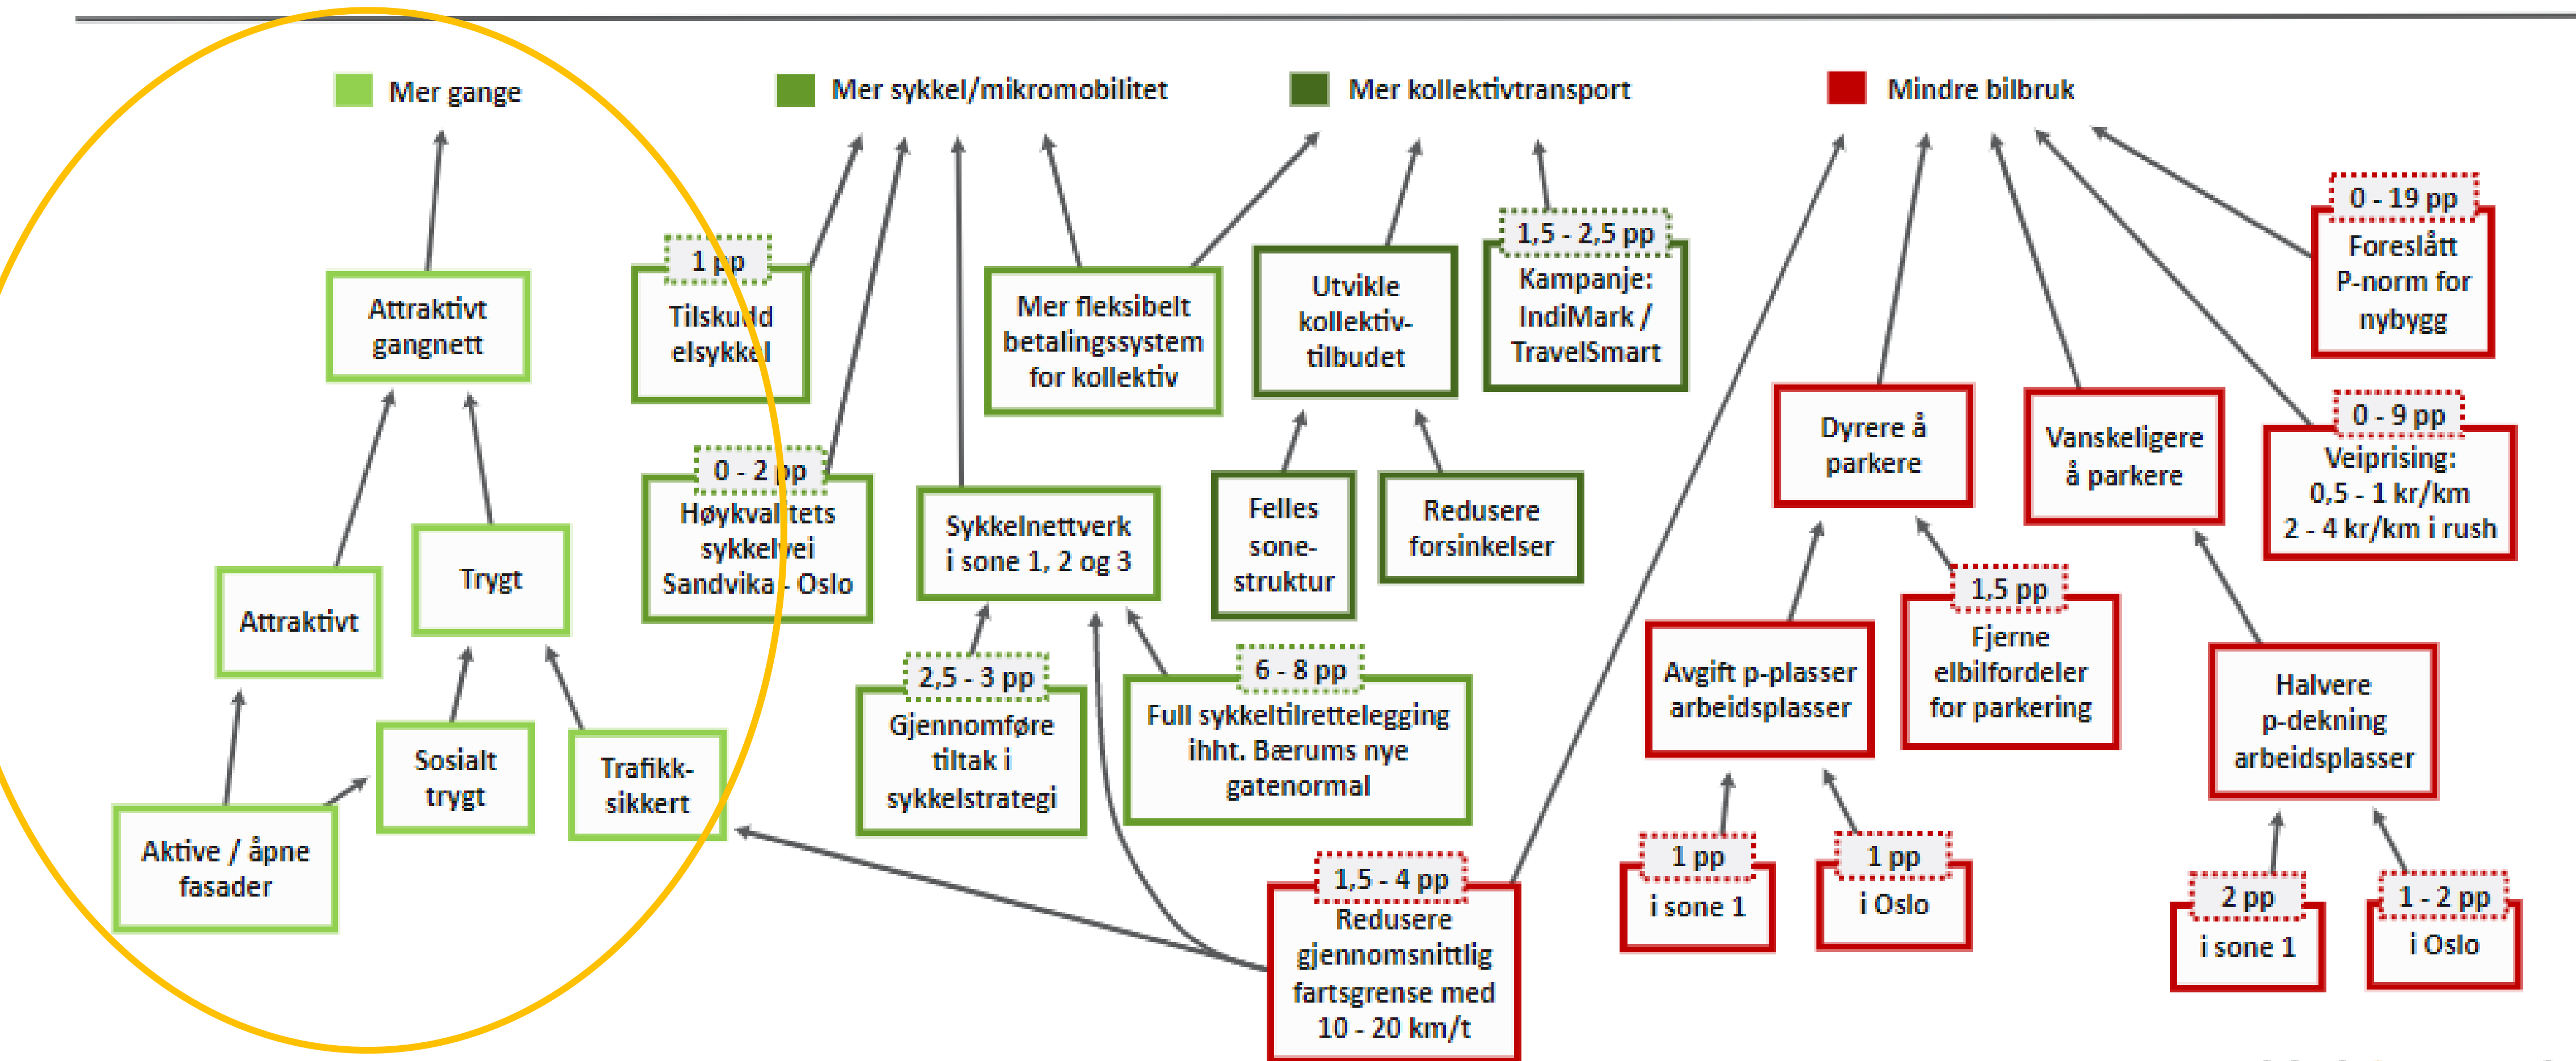 Mer gange
Mer sykkel/mikromobilitet
Mer kollektivtransport
Mindre bilbruk
Attraktivt
gangnett
Attraktivt
Trygt
Sosialt
trygt
Trafikk-
sikkert
Aktive / åpne
fasader
1 pp
Tilskudd
elsykkel
0 - 2 pp
Høykvalitets
sykkelvei
Sandvika - Oslo
Mer fleksibelt
betalingssystem
for kollektiv
Sykkelnettverk
i sone 1, 2 og 3
2,5 - 3 pp
Gjennomføre
tiltak i
sykkelstrategi
6 - 8 pp
Full sykkeltilrettelegging
ihht. Bærums nye
gatenormal
Utvikle
kollektiv-
tilbudet
Felles
sone-
struktur
Redusere
forsinkelser
1,5 - 2,5 pp
Kampanje:
IndiMark /
TravelSmart
1,5 - 4 pp
Redusere
gjennomsnittlig
fartsgrense med
10 - 20 km/t
Dyrere å
parkere
Avgift p-plasser
arbeidsplasser
1 pp
i sone 1
1 pp
i Oslo
1,5 pp
Fjerne
elbilfordeler
for parkering
Vanskeligere
å parkere
Halvere
p-dekning
arbeidsplasser
2 pp
i sone 1
1 - 2 pp
i Oslo
0 - 9 pp
Veiprising:
0,5 - 1 kr/km
2 - 4 kr/km i rush
0 - 19 pp
Foreslått
P-norm for
nybygg